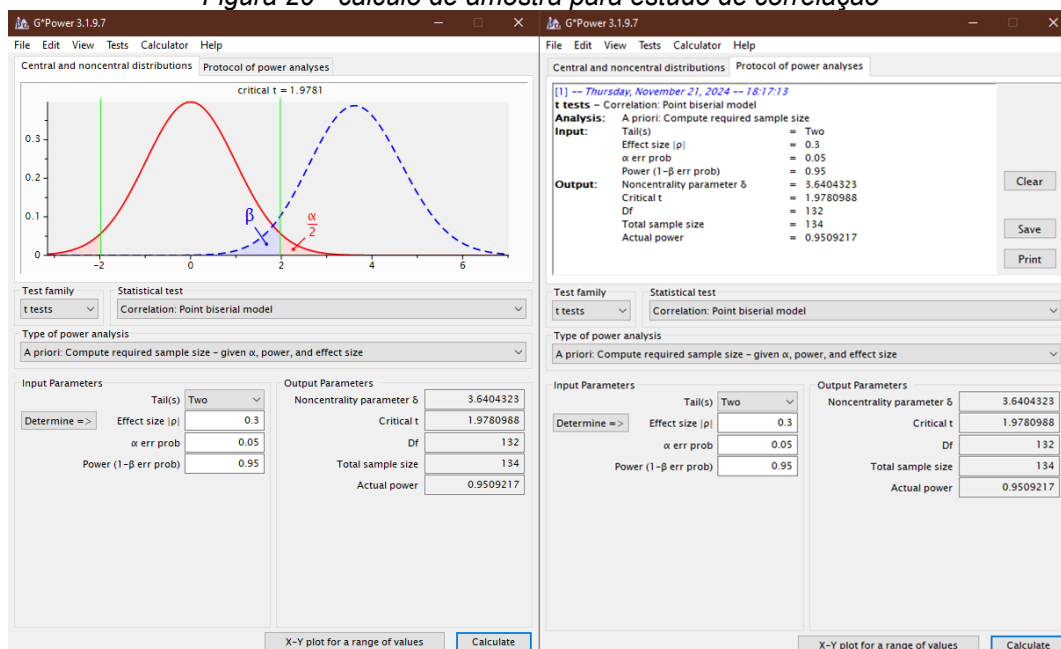 Figura 20 - cálculo de amostra para estudo de correlação
G*Power 3.1.9.7
File Edit View Tests Calculator Help
Central and noncentral distributions Protocol of power analyses
critical t = 1.9781
0.3
0.2
0.1
0
β
α
2
-2 0 2 4 6
Test family Statistical test
t tests Correlation: Point biserial model
Type of power analysis
A priori: Compute required sample size – given α, power, and effect size
Input Parameters Output Parameters
Tail(s) Two Noncentrality parameter δ 3.6404323
Determine => Effect size |ρ| 0.3 Critical t 1.9780988
α err prob 0.05 Df 132
Power (1-β err prob) 0.95 Total sample size 134
Actual power 0.9509217
X-Y plot for a range of values Calculate
G*Power 3.1.9.7
File Edit View Tests Calculator Help
Central and noncentral distributions Protocol of power analyses
[1] -- Thursday, November 21, 2024 -- 18:17:13
t tests – Correlation: Point biserial model
Analysis: A priori: Compute required sample size
Input: Tail(s) = Two
Effect size |ρ| = 0.3
α err prob = 0.05
Power (1-β err prob) = 0.95
Output: Noncentrality parameter δ = 3.6404323
Critical t = 1.9780988
Df = 132
Total sample size = 134
Actual power = 0.9509217
Clear
Save
Print
Test family Statistical test
t tests Correlation: Point biserial model
Type of power analysis
A priori: Compute required sample size – given α, power, and effect size
Input Parameters Output Parameters
Tail(s) Two Noncentrality parameter δ 3.6404323
Determine => Effect size |ρ| 0.3 Critical t 1.9780988
α err prob 0.05 Df 132
Power (1-β err prob) 0.95 Total sample size 134
Actual power 0.9509217
X-Y plot for a range of values Calculate